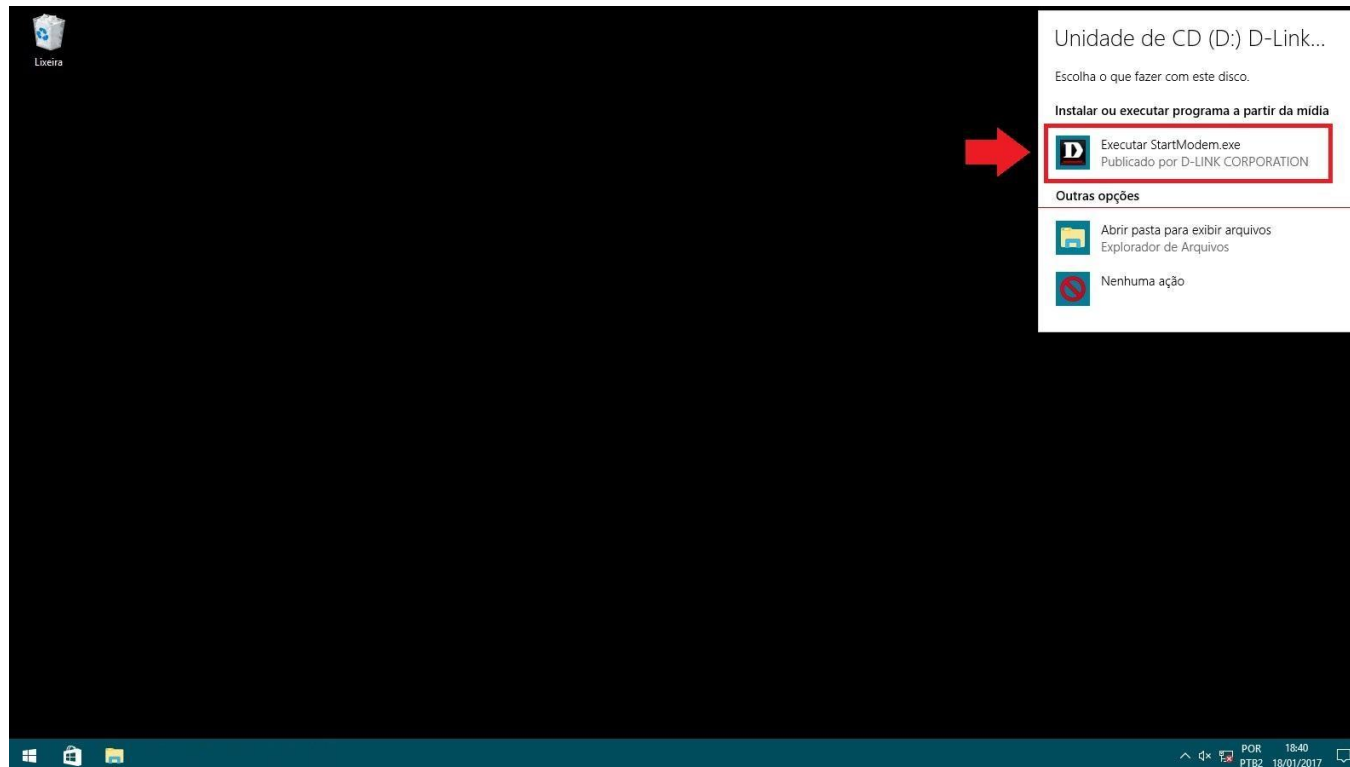 Lixeira
Unidade de CD (D:) D-Link...
Escolha o que fazer com este disco.
Instalar ou executar programa a partir da mídia
D
Executar StartModem.exe
Publicado por D-LINK CORPORATION
Outras opções
Abrir pasta para exibir arquivos
Explorador de Arquivos
Nenhuma ação
POR 18:40
PTB2 18/01/2017